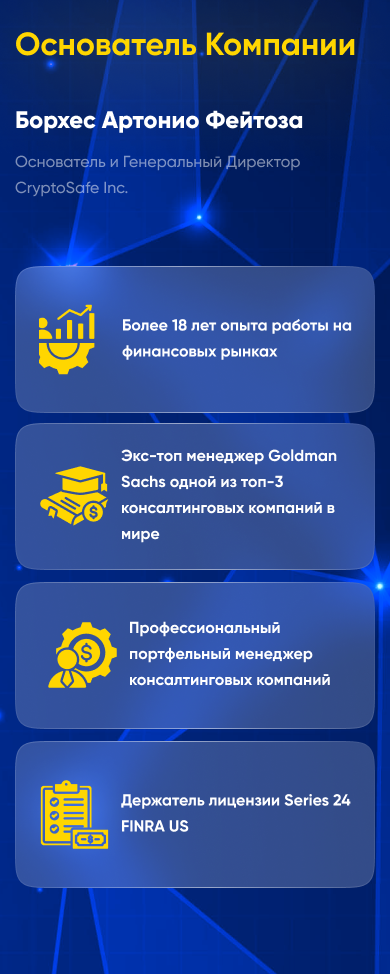 Основатель Компании
Борхес Артонио Фейтоза
Основатель и Генеральный Директор
CryptoSafe Inc.
Более 18 лет опыта работы на
финансовых рынках
Экс-топ менеджер Goldman
Sachs одной из топ-3
консалтинговых компаний в
мире
Профессиональный
портфельный менеджер
консалтинговых компаний
Держатель лицензии Series 24
FINRA US